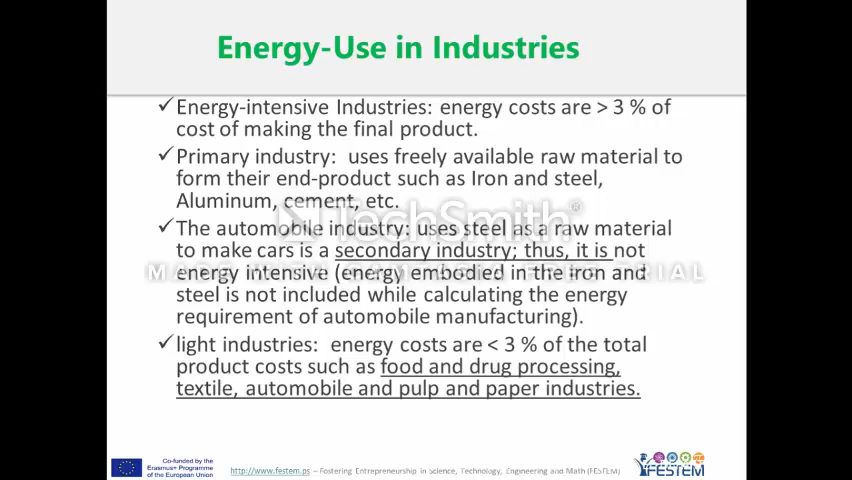 Energy-Use in Industries
✓Energy-intensive Industries: energy costs are > 3 % of
cost of making the final product.
✓Primary industry: uses freely available raw material to
form their end-product such as Iron and steel,
Aluminum, cement, etc.
TechSmith®
✓The automobile industry: uses steel as a raw material
to make cars is a secondary industry; thus, it is not
MADE WITH CAMTASIA FREE TRIAL
energy intensive (energy embodied in the iron and
steel is not included while calculating the energy
requirement of automobile manufacturing).
✓light industries: energy costs are < 3 % of the total
product costs such as food and drug processing,
textile, automobile and pulp and paper industries.
Co-funded by the
Erasmus+ Programme
of the European Union
http://www.festem.ps – Fostering Entrepreneurship in Science, Technology, Engineering and Math (FESTEM)
FESTEM